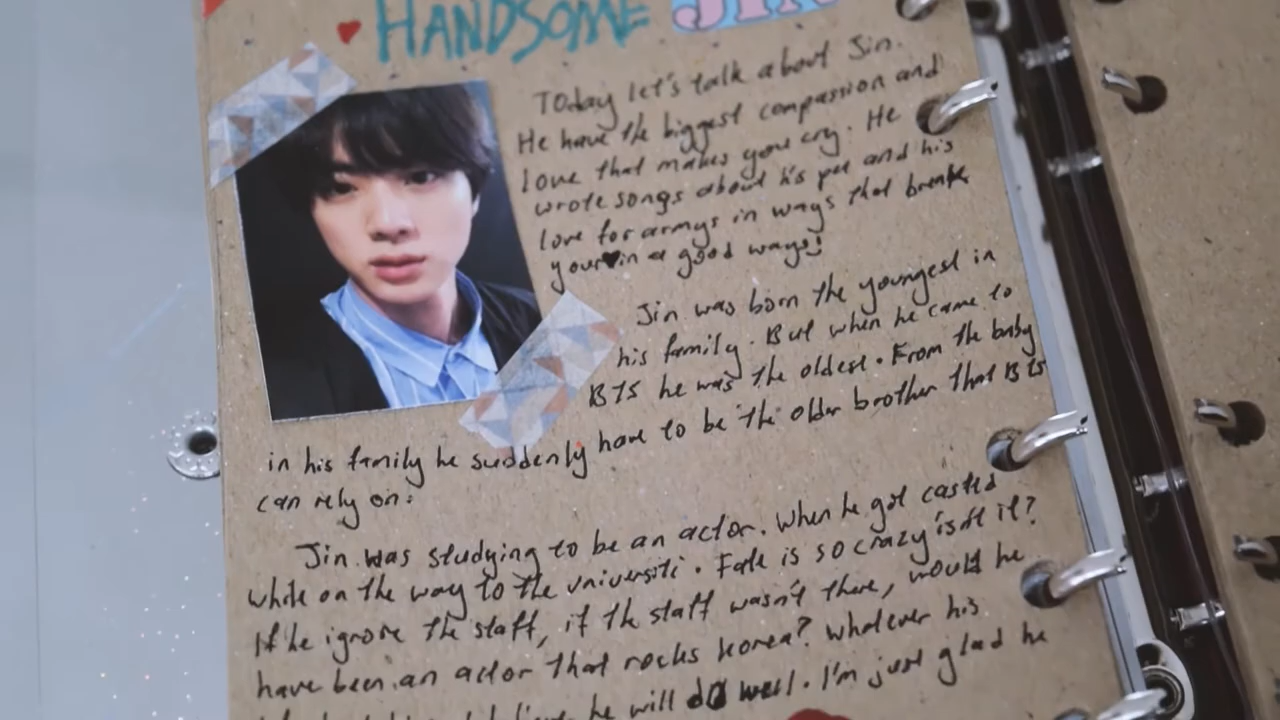 HANDSOME JIN
Today let's talk about Jin.
He have the biggest compassion and
love that makes you cry. He
wrote songs about his pet and his
love for armys in ways that breaks
your♥in a good ways!
Jin was born the youngest in
his family. But when he came to
BTS he was the oldest. From the baby
in his family he suddenly have to be the older brother that BTS
can rely on.
Jin was studying to be an actor. When he got casted
while on the way to the universiti. Fate is so crazy isn't it?
If he ignore the staff, if the staff wasn't there, would he
have been an actor that rocks korea? Whatever his
he will do well. I'm just glad he